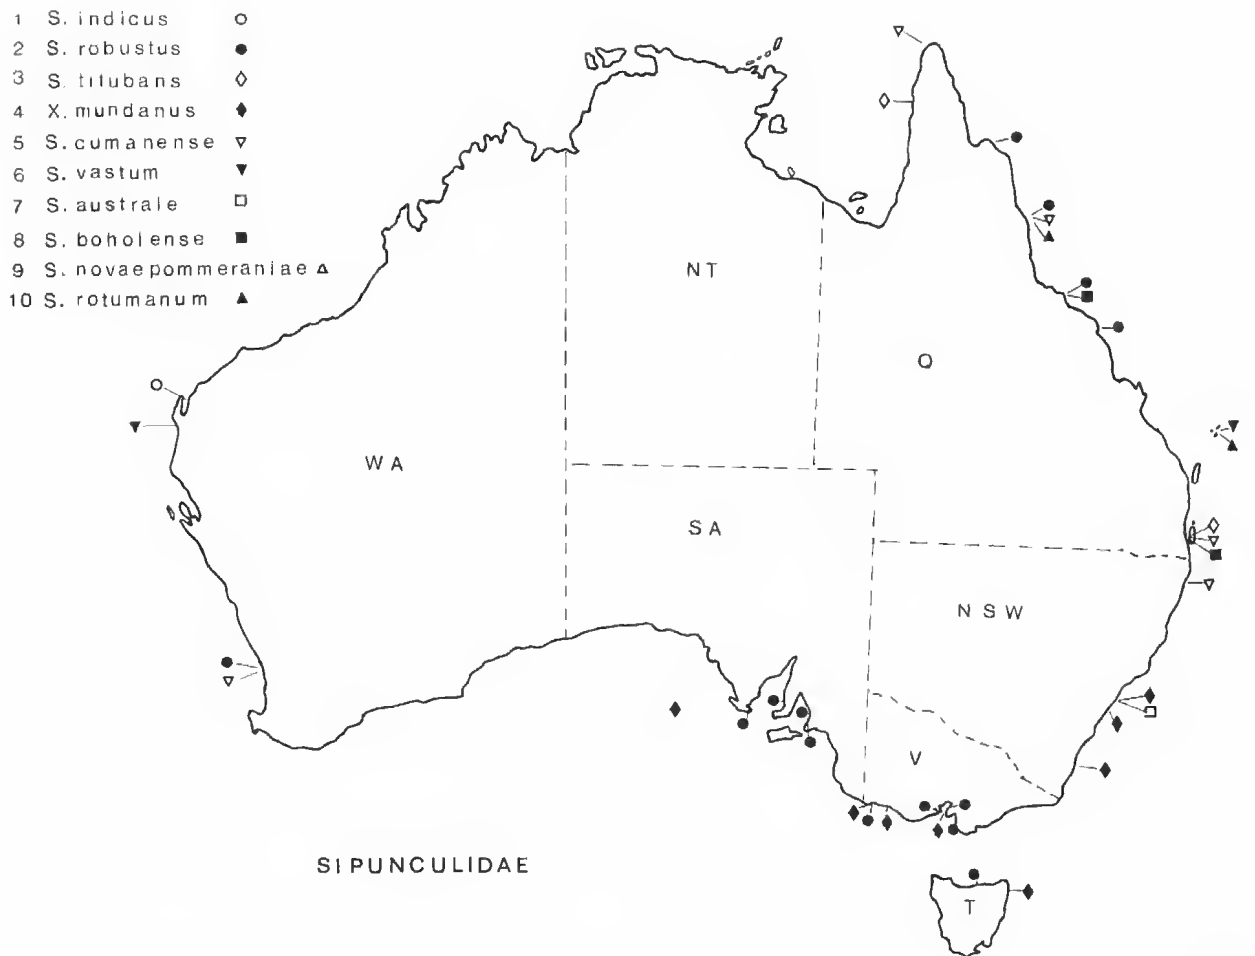 1 S. indicus
2 S. robustus
3 S. titubans
4 X. mundanus
5 S. cumanense
6 S. vastum
7 S. australe
8 S. boholense
9 S. novaepommeraniae
10 S. rotumanum
NT
Q
WA
SA
NSW
V
SIPUNCULIDAE
T